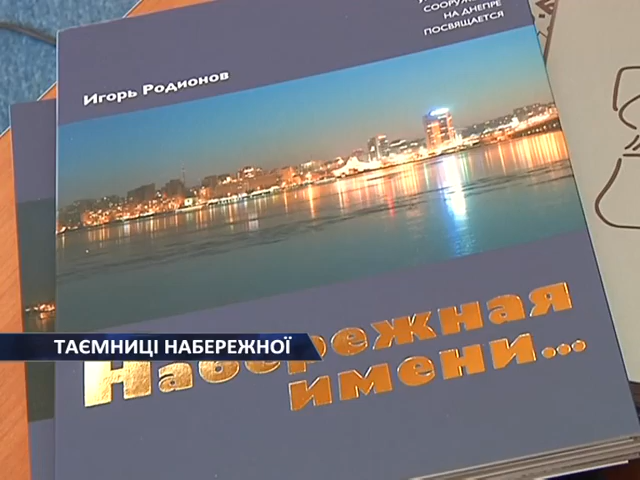 СООРУЖ
НА ДНЕПРЕ
ПОСВЯЩАЕТСЯ
Игорь Родионов
ТАЄМНИЦІ НАБЕРЕЖНОЇ
Набережная
имени...